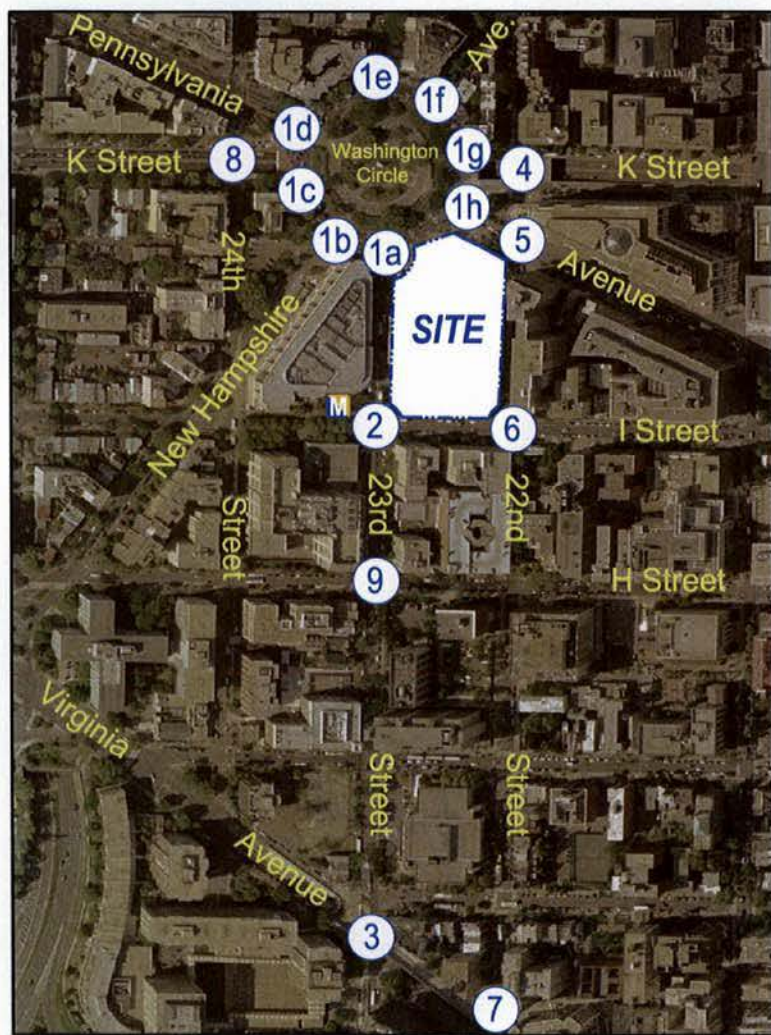 Pennsylvania
Ave.
1e
1f
1d
1g
K Street
8
Washington
Circle
4
K Street
1c
1h
1b
1a
5
24th
Avenue
SITE
New Hampshire
M
2
6
I Street
Street
23rd
22nd
9
H Street
Virginia
Street
Street
Avenue
3
7